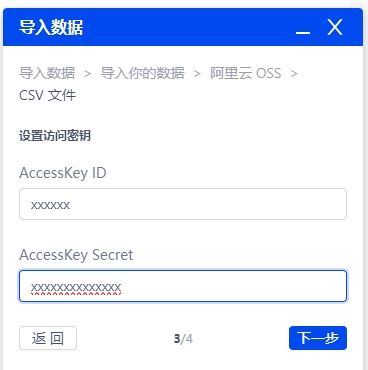 导入数据
导入数据 > 导入你的数据 > 阿里云 OSS >
CSV 文件
设置访问密钥
AccessKey ID
xxxxxx
AccessKey Secret
xxxxxxxxxxxxxx
返 回 3/4 下一步